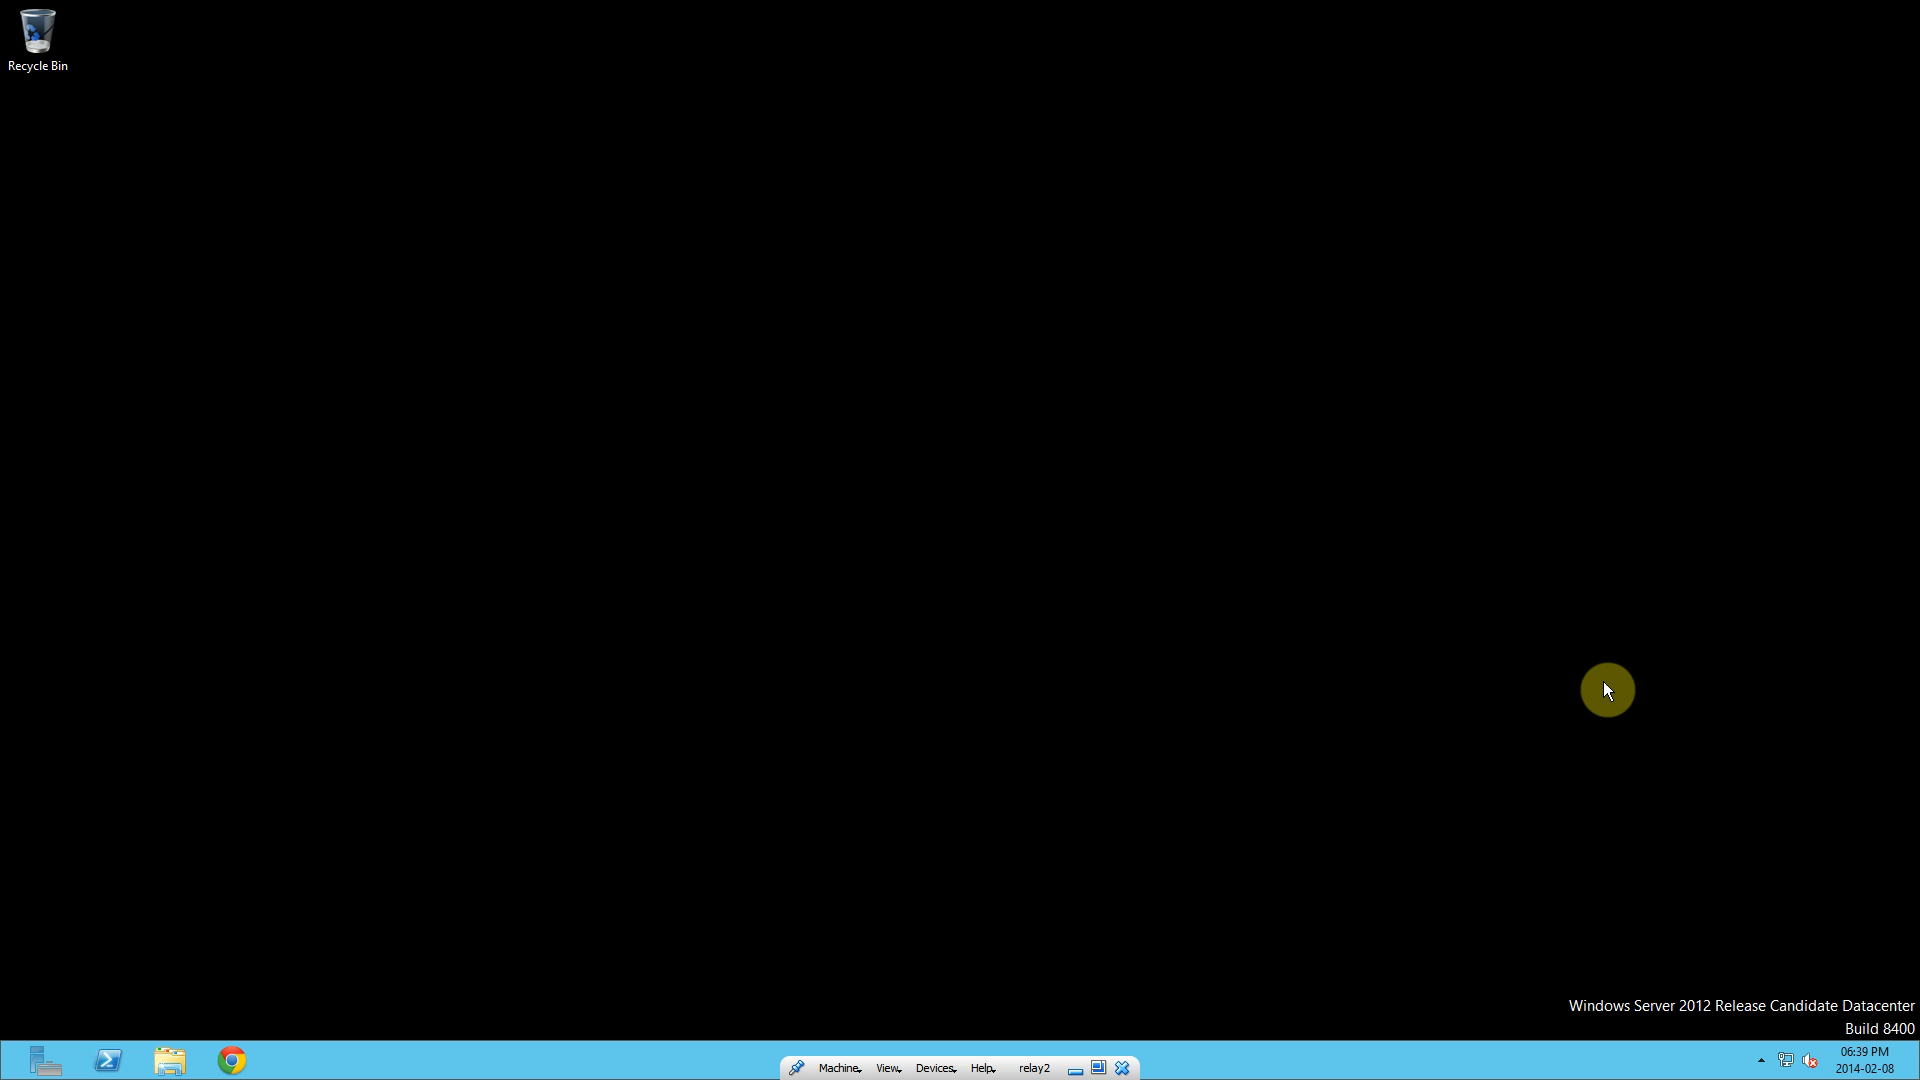 Recycle Bin
Windows Server 2012 Release Candidate Datacenter
Build 8400
Machine View Devices Help relay2
06:39 PM
2014-02-08